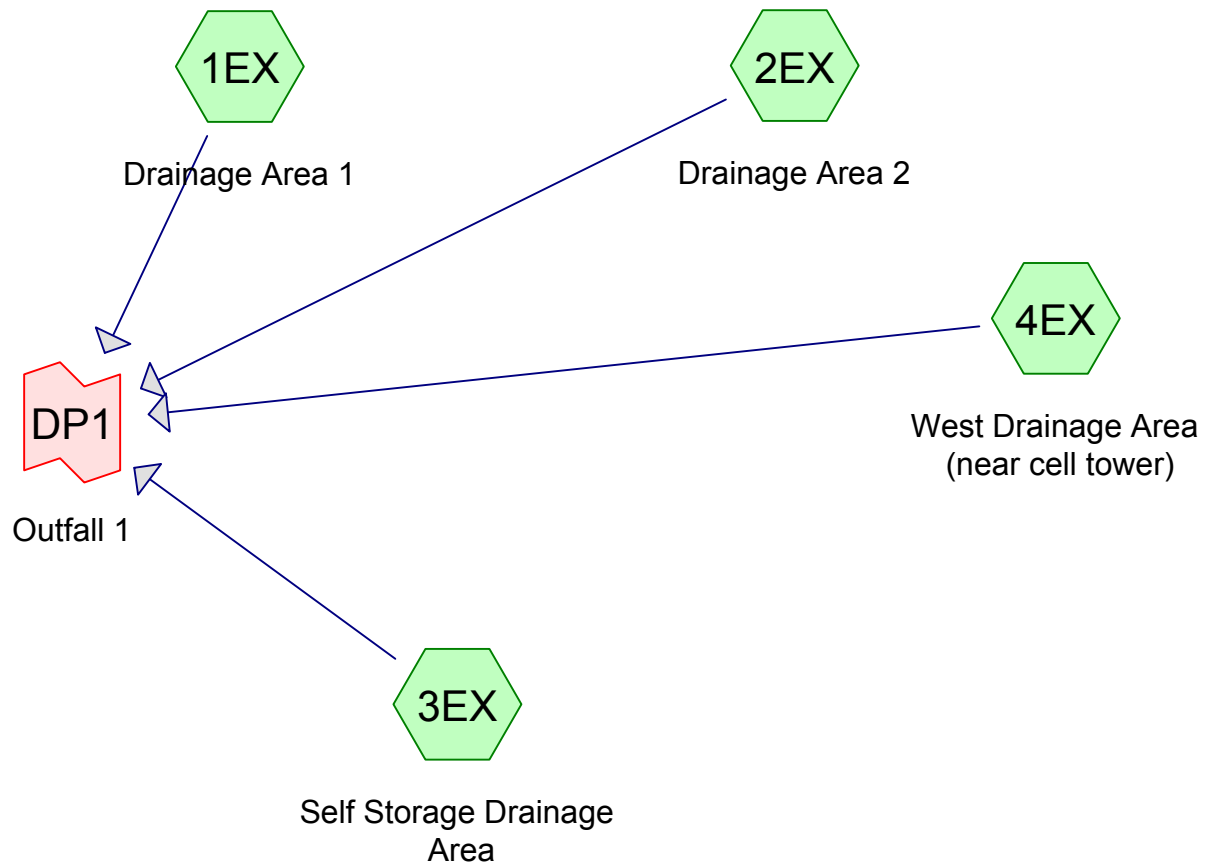 1EX
Drainage Area 1
2EX
Drainage Area 2
4EX
West Drainage Area
(near cell tower)
DP1
Outfall 1
3EX
Self Storage Drainage
Area